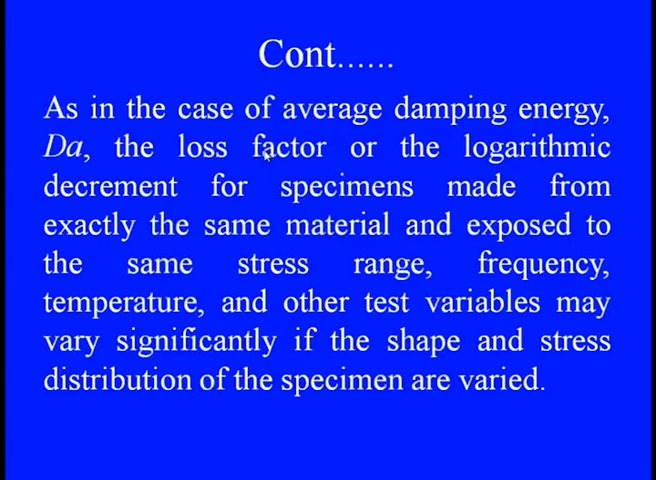 Cont......
As in the case of average damping energy,
Da, the loss factor or the logarithmic
decrement for specimens made from
exactly the same material and exposed to
the same stress range, frequency,
temperature, and other test variables may
vary significantly if the shape and stress
distribution of the specimen are varied.